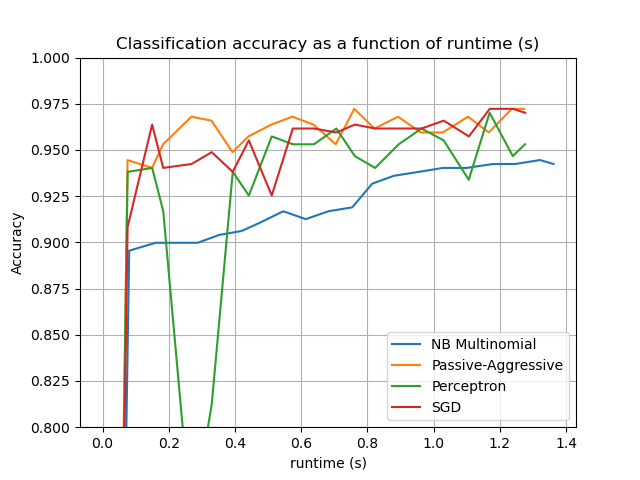 Classification accuracy as a function of runtime (s)
1.000
0.975
0.950
0.925
0.900
0.875
0.850
0.825
0.800
Accuracy
NB Multinomial
Passive-Aggressive
Perceptron
SGD
0.0 0.2 0.4 0.6 0.8 1.0 1.2 1.4
runtime (s)